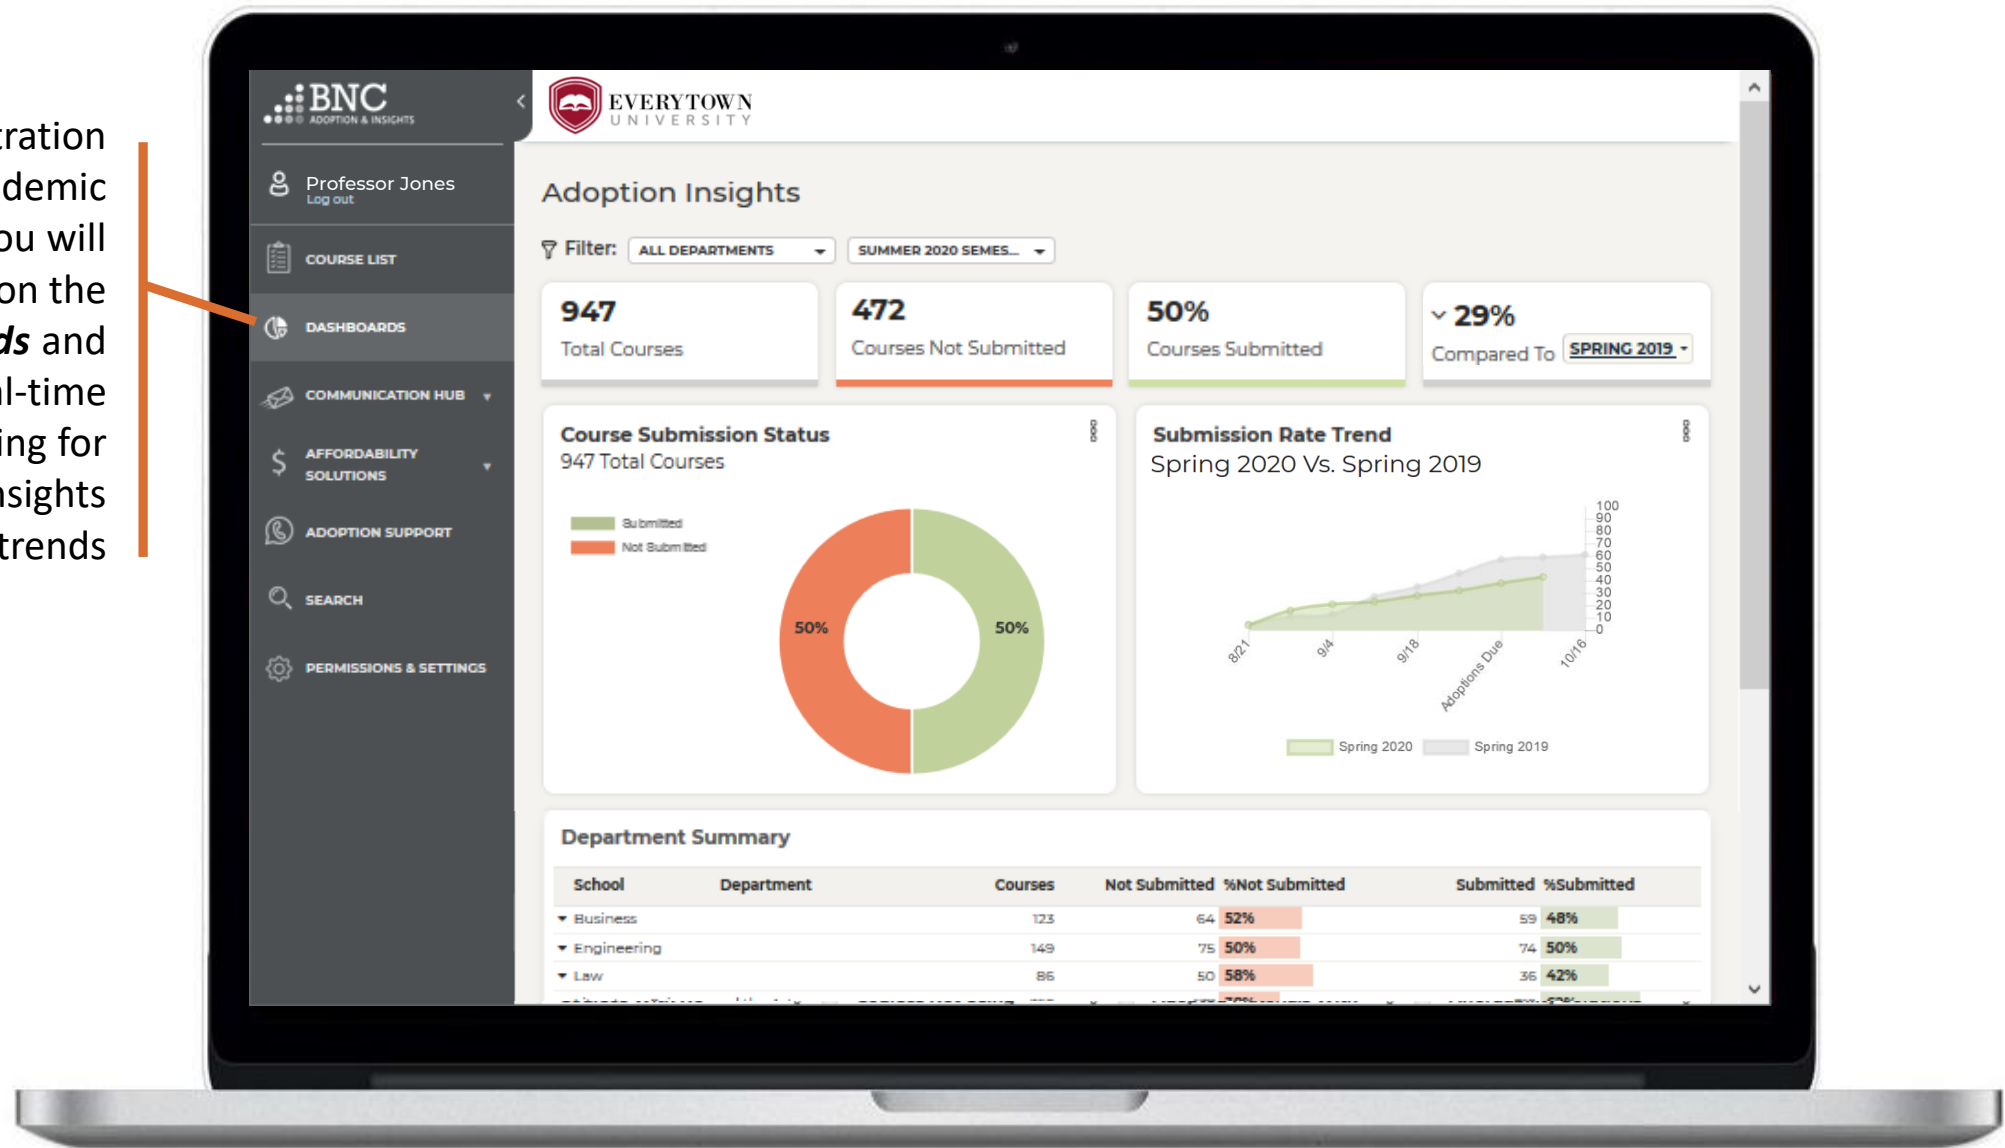 tration
demic
ou will
on the
ds and
l-time
ing for
nsights
trends
BNC
ADOPTION & INSIGHTS
Professor Jones
Log out
COURSE LIST
DASHBOARDS
COMMUNICATION HUB
AFFORDABILITY
SOLUTIONS
ADOPTION SUPPORT
SEARCH
PERMISSIONS & SETTINGS
EVERYTOWN
UNIVERSITY
Adoption Insights
Filter: ALL DEPARTMENTS SUMMER 2020 SEMES...
947
Total Courses
472
Courses Not Submitted
50%
Courses Submitted
29%
Compared To SPRING 2019
Course Submission Status
947 Total Courses
Submitted
Not Submitted
50% 50%
Submission Rate Trend
Spring 2020 Vs. Spring 2019
100
90
80
70
60
50
40
30
20
10
0
8/21 9/4 9/18 Adoptions Due 10/16
Spring 2020 Spring 2019
Department Summary
School Department Courses Not Submitted %Not Submitted Submitted %Submitted
Business 123 64 52% 59 48%
Engineering 149 75 50% 74 50%
Law 86 50 58% 36 42%